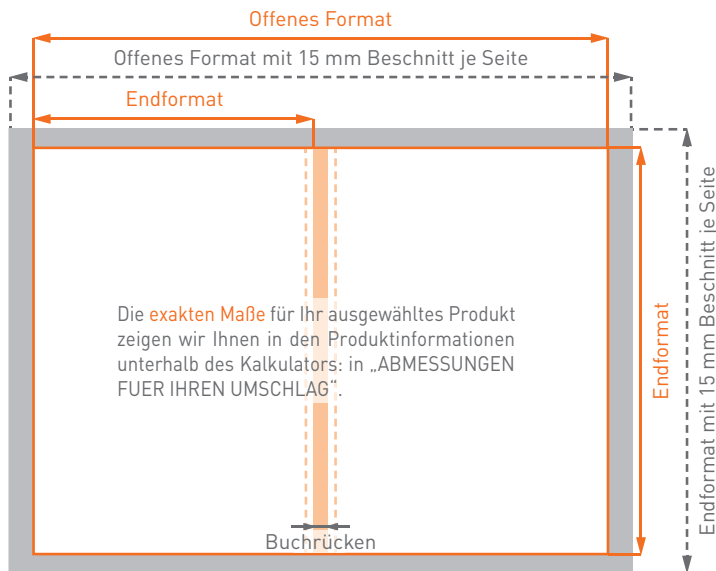 Offenes Format
Offenes Format mit 15 mm Beschnitt je Seite
Endformat
Die exakten Maße für Ihr ausgewähltes Produkt
zeigen wir Ihnen in den Produktinformationen
unterhalb des Kalkulators: in „ABMESSUNGEN
FUER IHREN UMSCHLAG“.
Buchrücken
Endformat
Endformat mit 15 mm Beschnitt je Seite